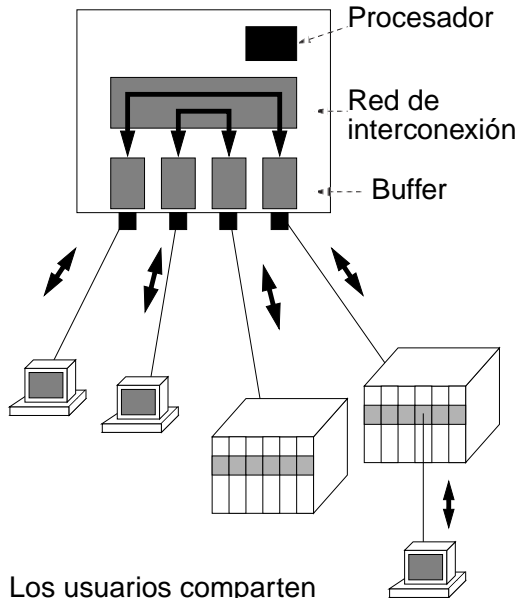 Procesador
Red de
interconexión
Buffer
Los usuarios comparten